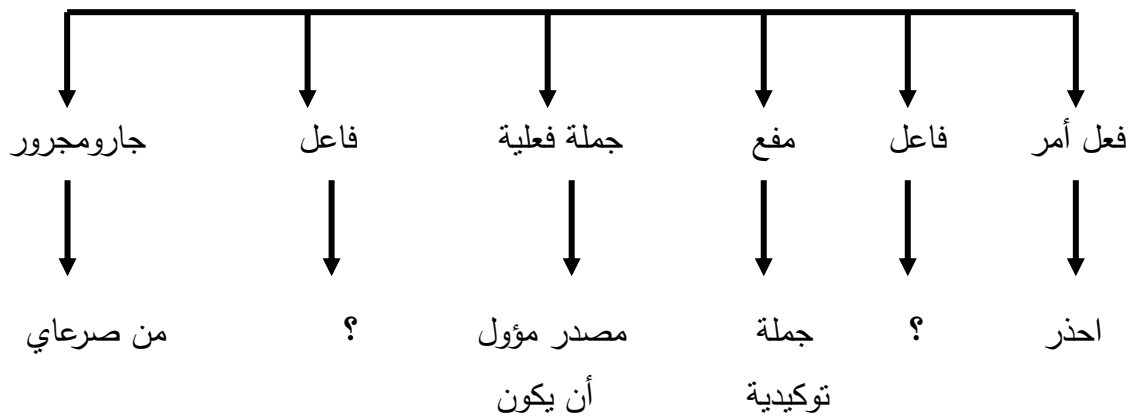 فعل أمر فاعل مفع جملة فعلية فاعل جارومجرور
احذر ؟ جملة مصدر مؤول ؟ من صرعاي
توكيدية أن يكون